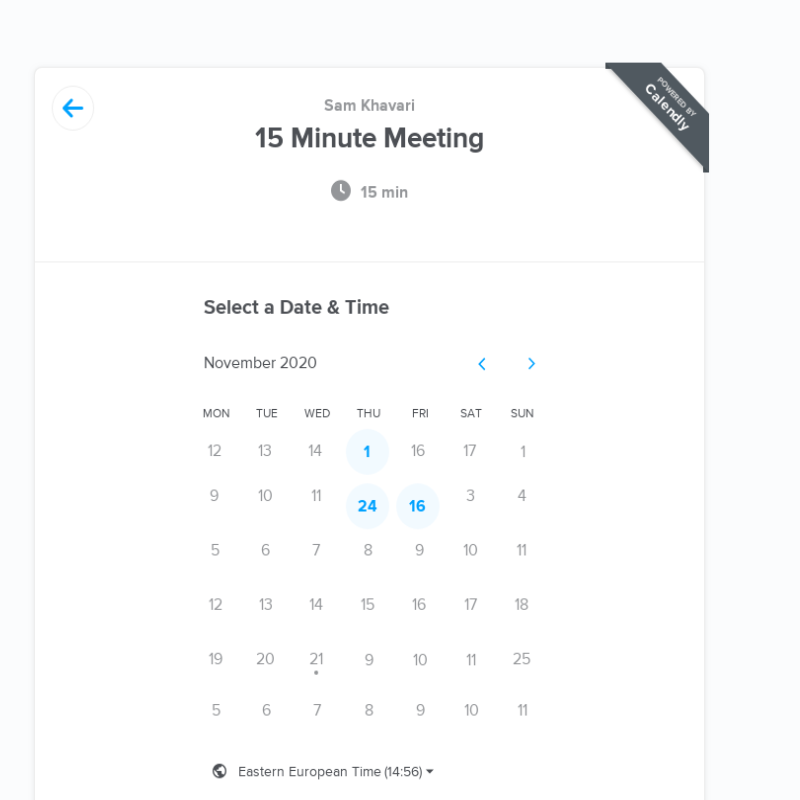 POWERED BY
Calendly
Sam Khavari
15 Minute Meeting
15 min
Select a Date & Time
November 2020
MON TUE WED THU FRI SAT SUN
12 13 14 1 16 17 1
9 10 11 24 16 3 4
5 6 7 8 9 10 11
12 13 14 15 16 17 18
19 20 21 9 10 11 25
5 6 7 8 9 10 11
Eastern European Time (14:56)